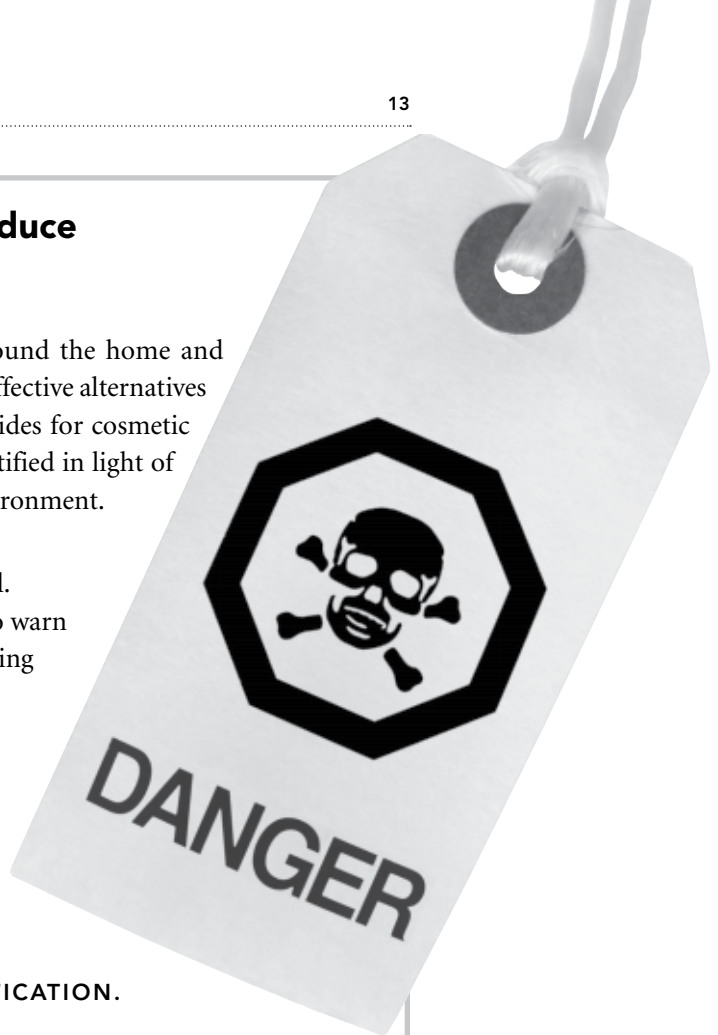 13
duce
ound the home and
ffective alternatives
ides for cosmetic
tified in light of
ronment.
l.
o warn
ing
DANGER
ICATION.